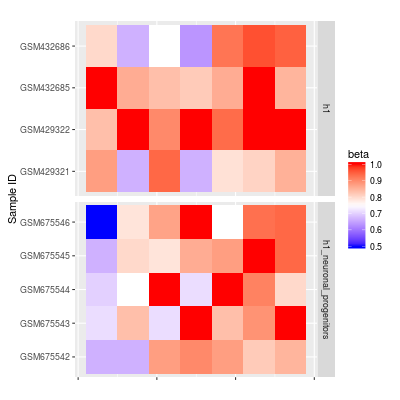 GSM432686
GSM432685
GSM429322
GSM429321
h1
GSM675546
GSM675545
GSM675544
GSM675543
GSM675542
h1_neuronal_progenitors
Sample ID
beta
1.0
0.9
0.8
0.7
0.6
0.5